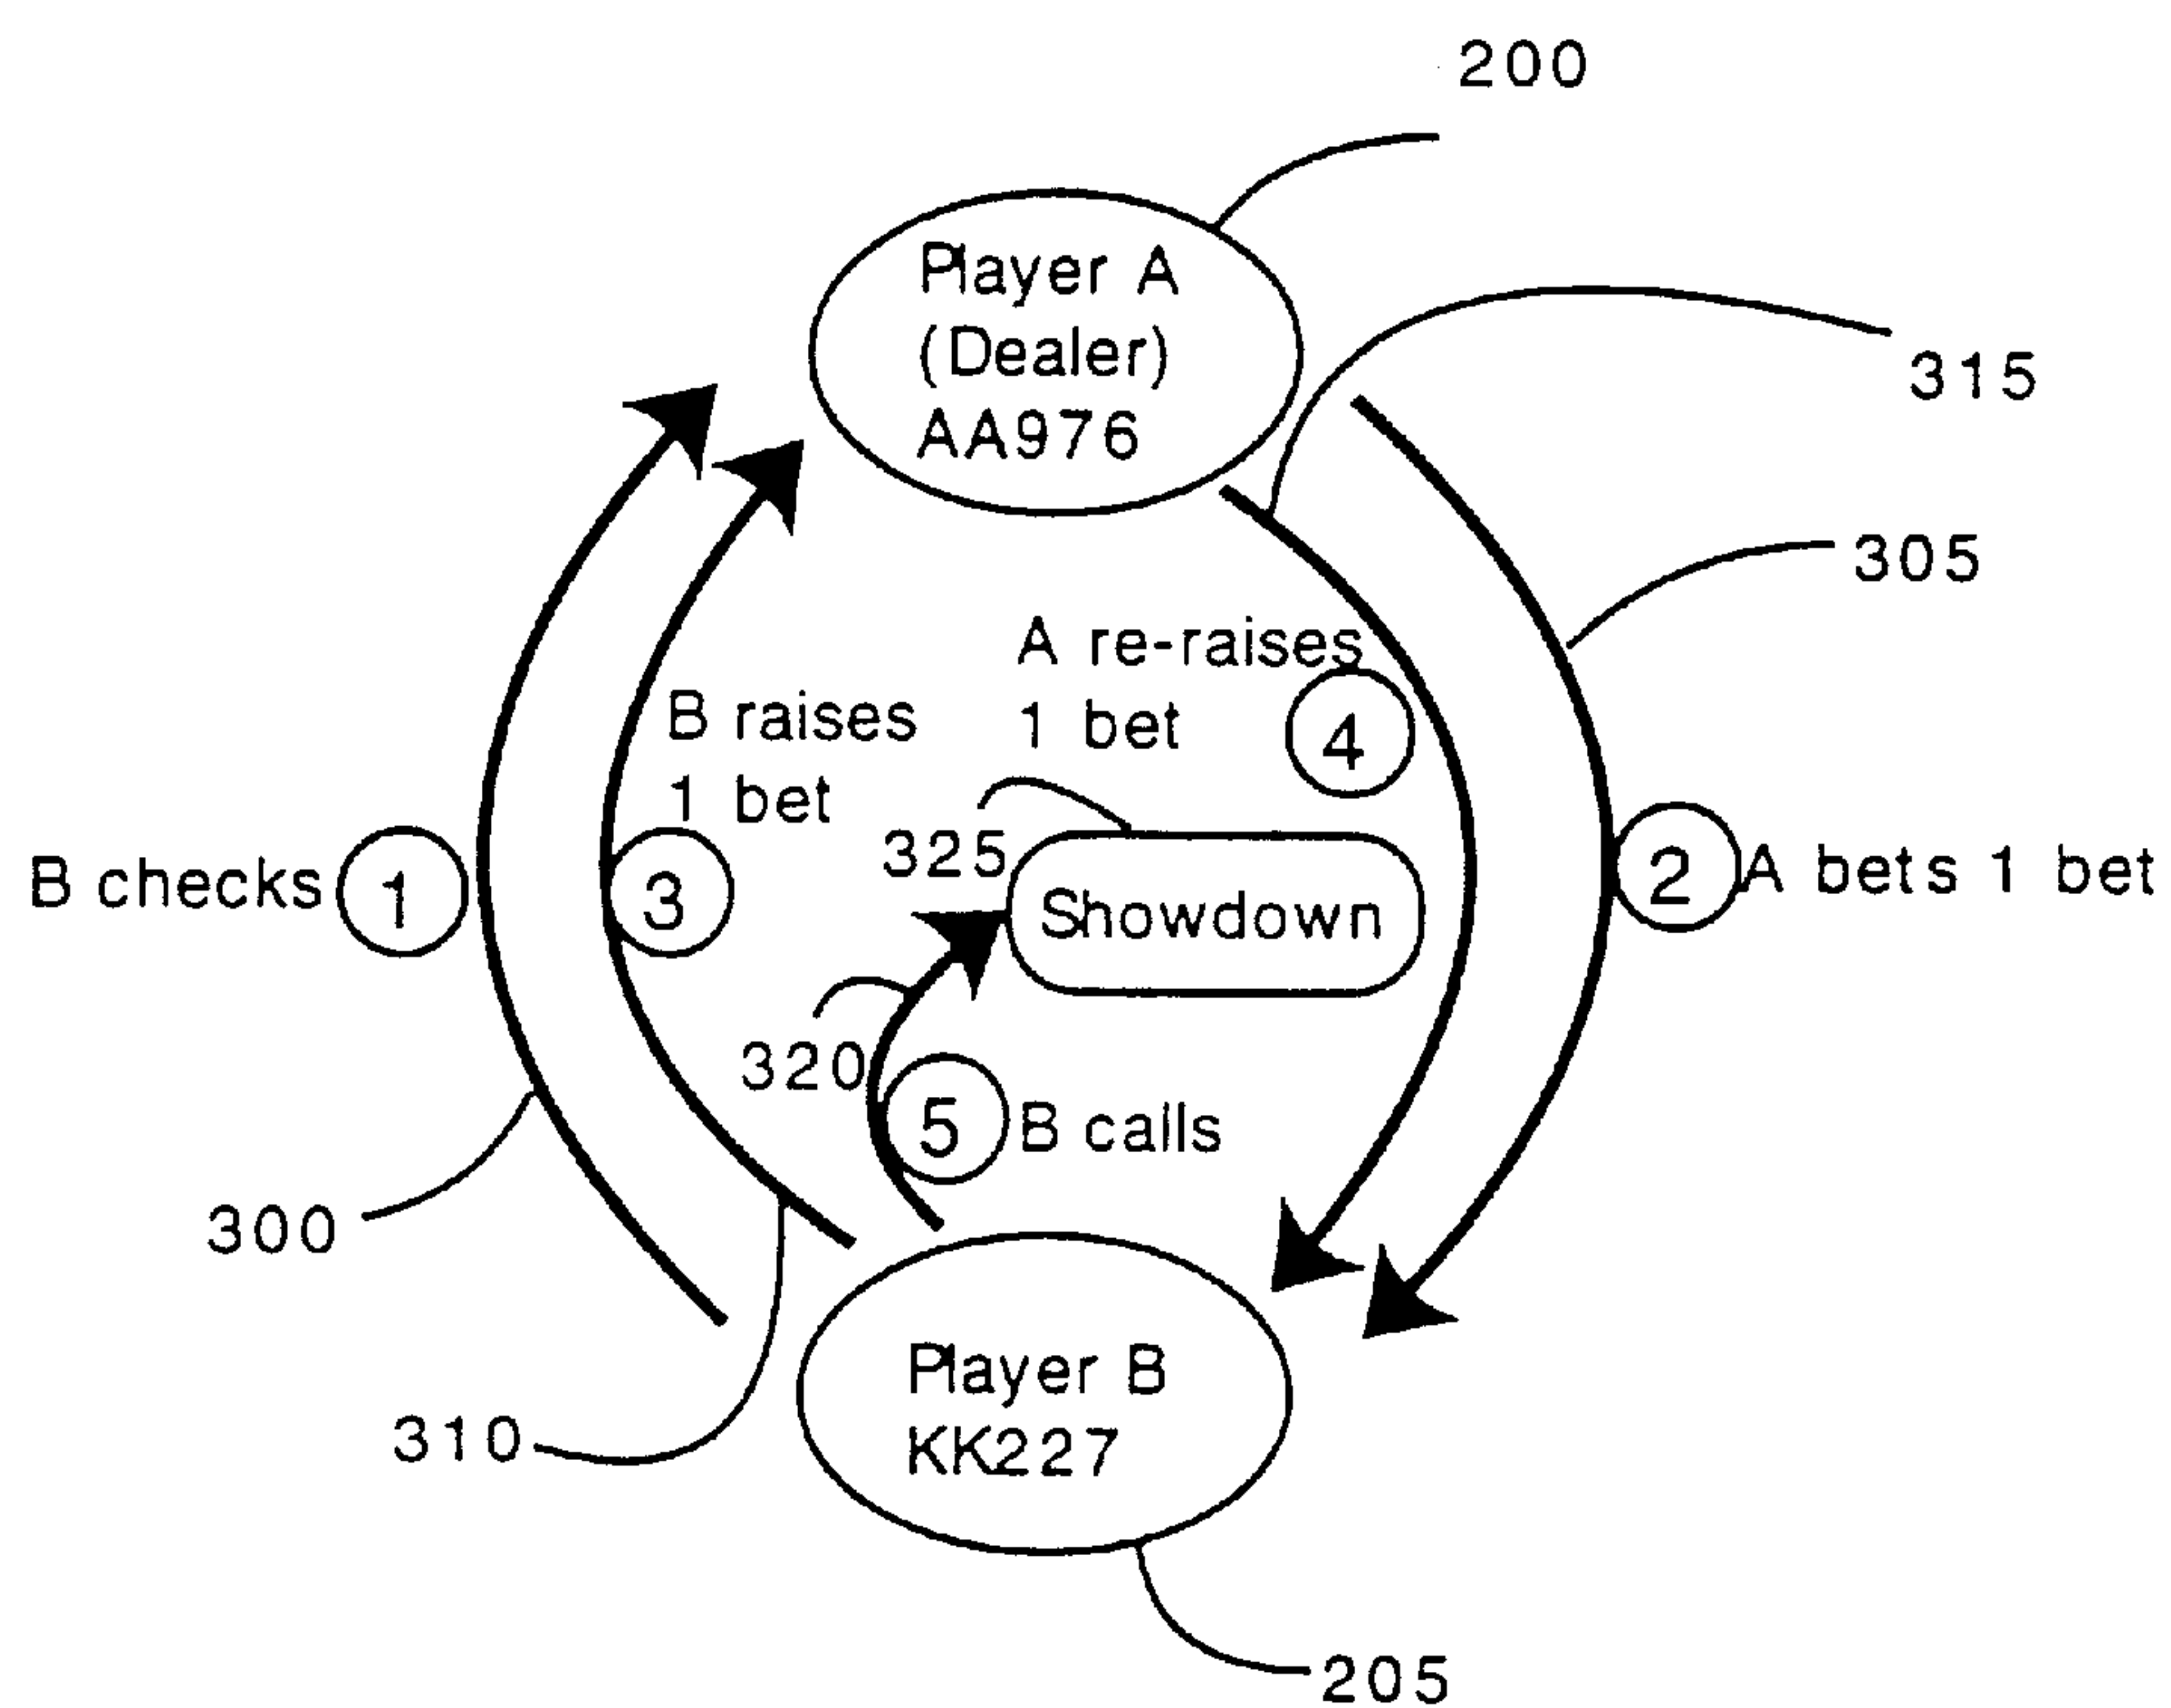 200
Player A
(Dealer)
AA976
315
305
A re-raises
1 bet
4
B raises
1 bet
325
B checks 1
3
Showdown
2 A bets 1 bet
320
5 B calls
300
310
Player B
KK227
205